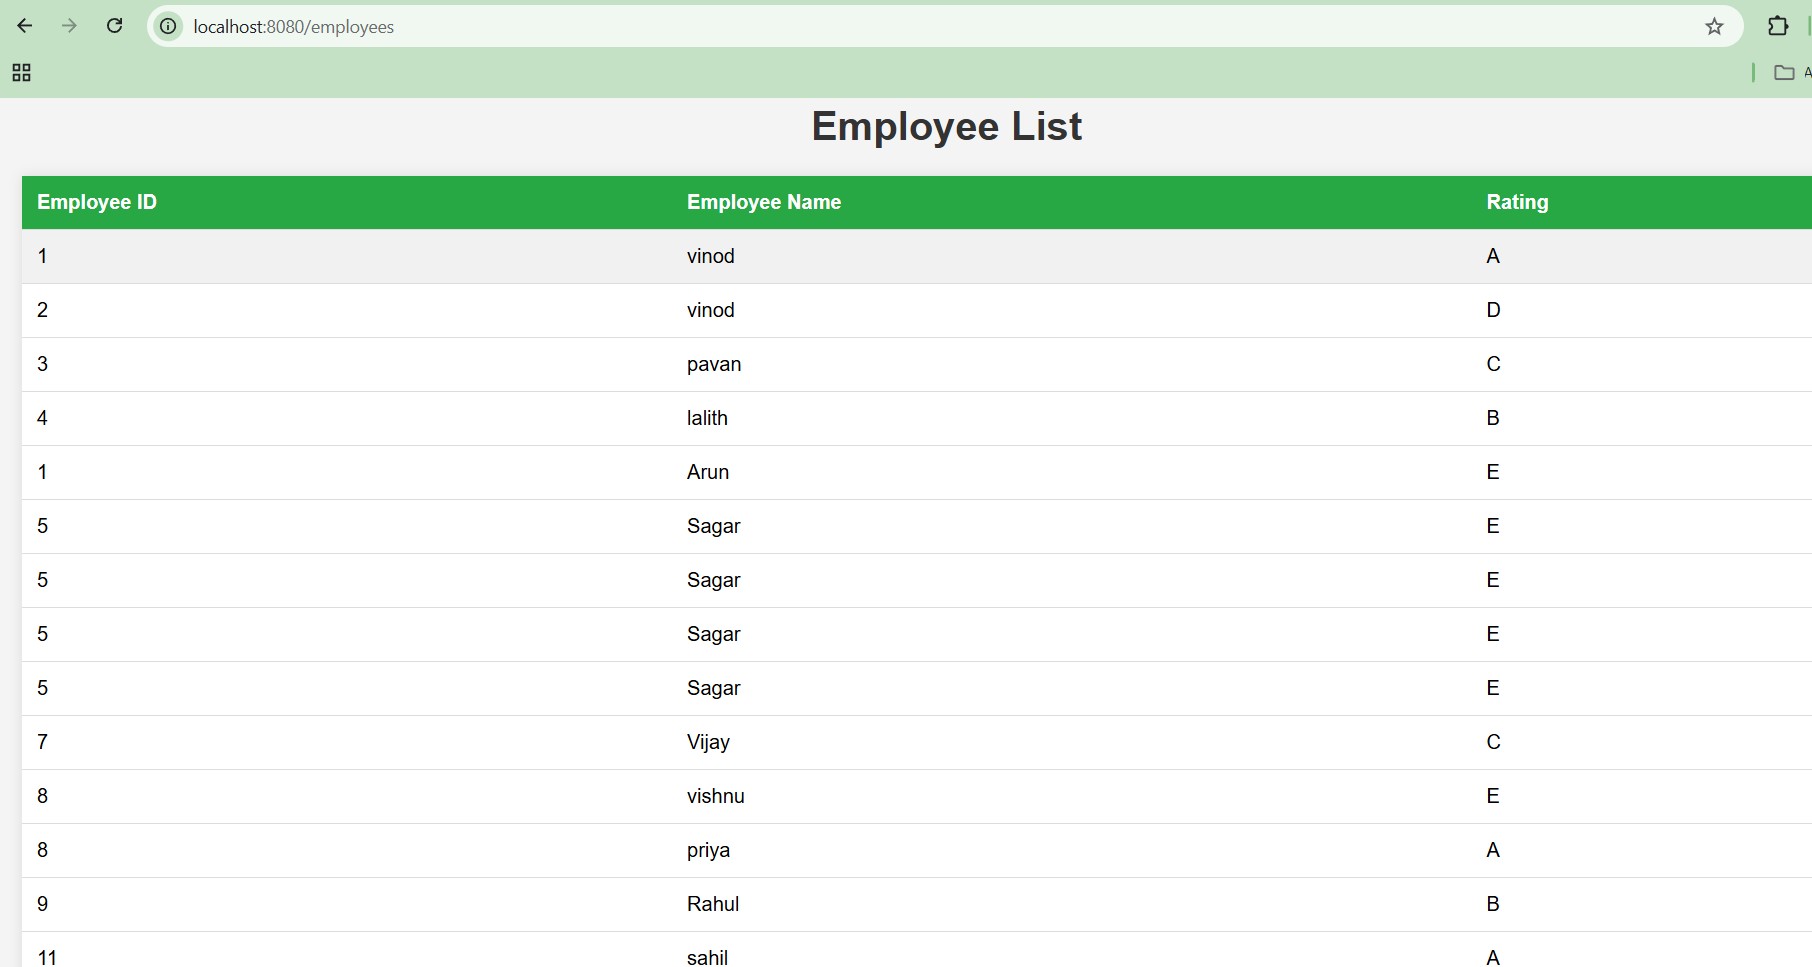 localhost:8080/employees
A
Employee List
Employee ID Employee Name Rating
1 vinod A
2 vinod D
3 pavan C
4 lalith B
1 Arun E
5 Sagar E
5 Sagar E
5 Sagar E
5 Sagar E
7 Vijay C
8 vishnu E
8 priya A
9 Rahul B
11 sahil A